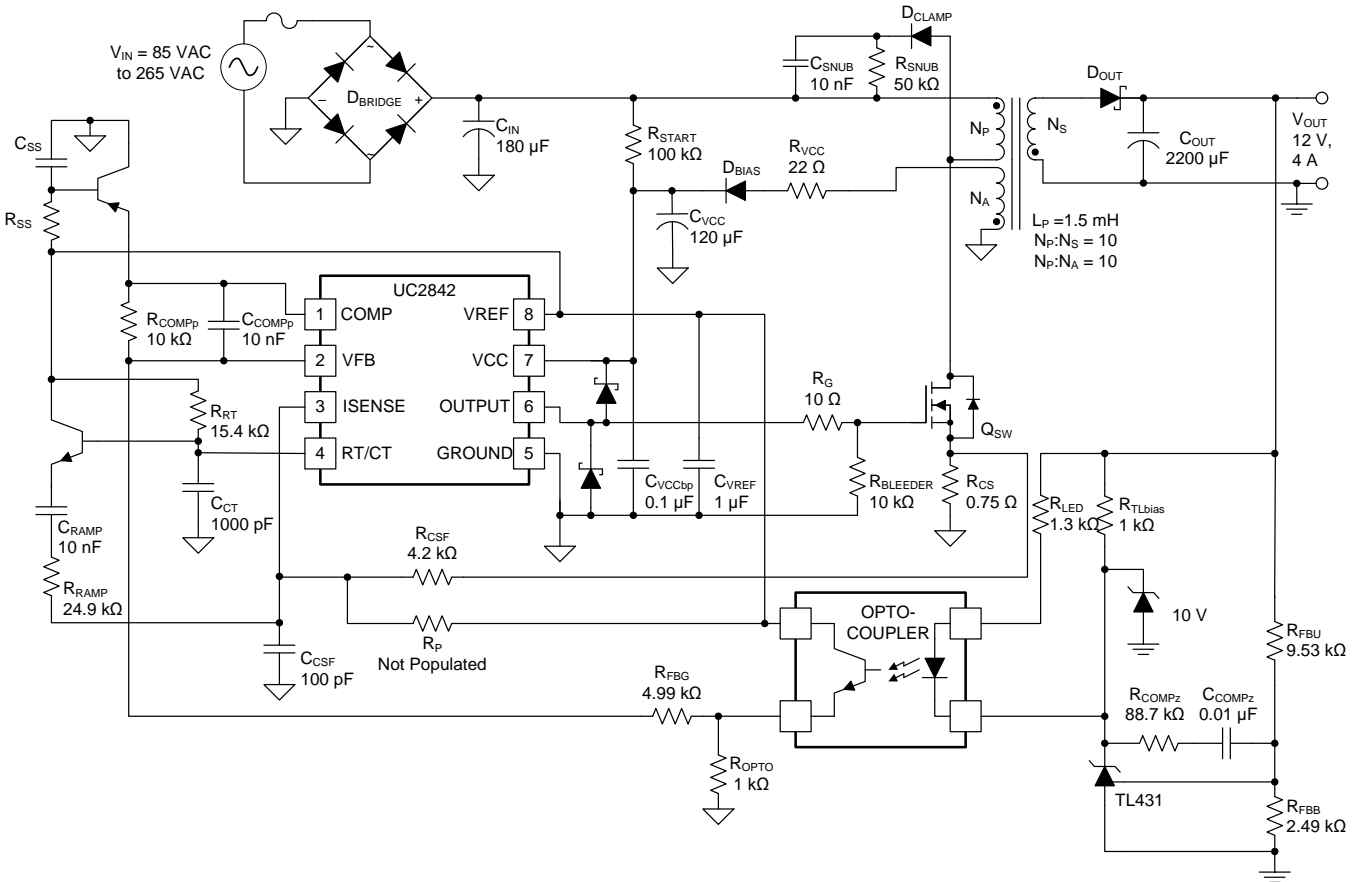 V_IN = 85 VAC
to 265 VAC
~
−
D_BRIDGE
+
~
C_IN
180 µF
C_SNUB
10 nF
R_SNUB
50 kΩ
D_CLAMP
R_START
100 kΩ
D_BIAS
R_VCC
22 Ω
C_VCC
120 µF
N_P
N_S
N_A
L_P =1.5 mH
N_P:N_S = 10
N_P:N_A = 10
D_OUT
C_OUT
2200 µF
V_OUT
12 V,
4 A
C_SS
R_SS
R_COMPp
10 kΩ
C_COMPp
10 nF
UC2842
1
COMP
VREF
8
2
VFB
VCC
7
3
ISENSE
OUTPUT
6
4
RT/CT
GROUND
5
R_RT
15.4 kΩ
C_CT
1000 pF
C_RAMP
10 nF
R_RAMP
24.9 kΩ
C_VCCbp
0.1 µF
C_VREF
1 µF
R_G
10 Ω
Q_SW
R_BLEEDER
10 kΩ
R_CS
0.75 Ω
R_LED
1.3 kΩ
R_TLbias
1 kΩ
R_CSF
4.2 kΩ
R_P
Not Populated
C_CSF
100 pF
OPTO-
COUPLER
10 V
R_FBU
9.53 kΩ
R_FBG
4.99 kΩ
R_OPTO
1 kΩ
R_COMPz
88.7 kΩ
C_COMPz
0.01 µF
TL431
R_FBB
2.49 kΩ